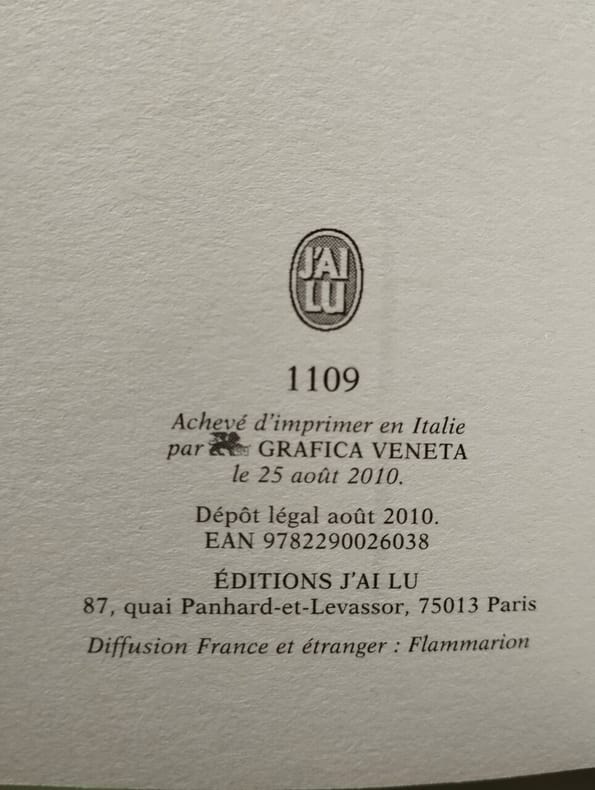 J'AI
LU
1109
Achevé d'imprimer en Italie
par GRAFICA VENETA
le 25 août 2010.
Dépôt légal août 2010.
EAN 9782290026038
ÉDITIONS J'AI LU
87, quai Panhard-et-Levassor, 75013 Paris
Diffusion France et étranger : Flammarion